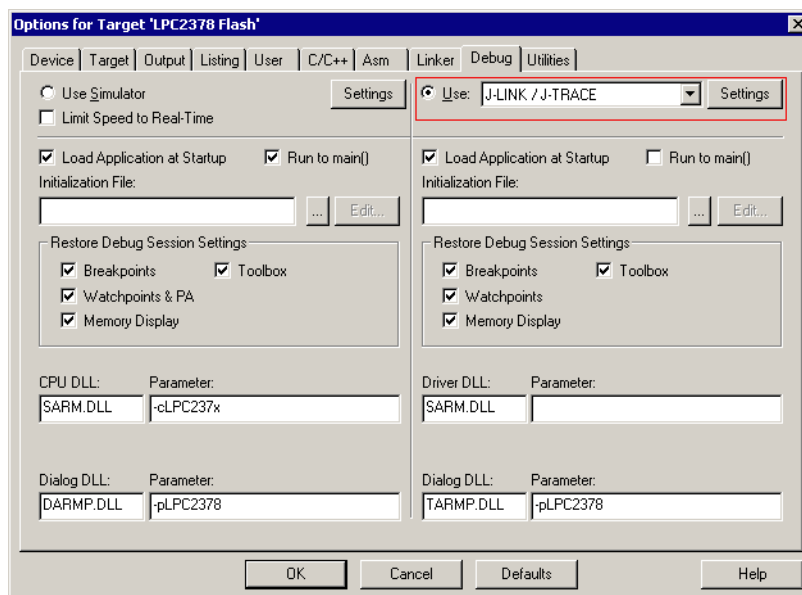 Options for Target 'LPC2378 Flash'
Device Target Output Listing User C/C++ Asm Linker Debug Utilities
Use Simulator Settings Use: J-LINK / J-TRACE Settings
Limit Speed to Real-Time
Load Application at Startup Run to main() Load Application at Startup Run to main()
Initialization File: Initialization File:
... Edit... ... Edit...
Restore Debug Session Settings Restore Debug Session Settings
Breakpoints Toolbox Breakpoints Toolbox
Watchpoints & PA Watchpoints
Memory Display Memory Display
CPU DLL: Parameter: Driver DLL: Parameter:
SARM.DLL -cLPC237x SARM.DLL
Dialog DLL: Parameter: Dialog DLL: Parameter:
DARMP.DLL -pLPC2378 TARMP.DLL -pLPC2378
OK Cancel Defaults Help